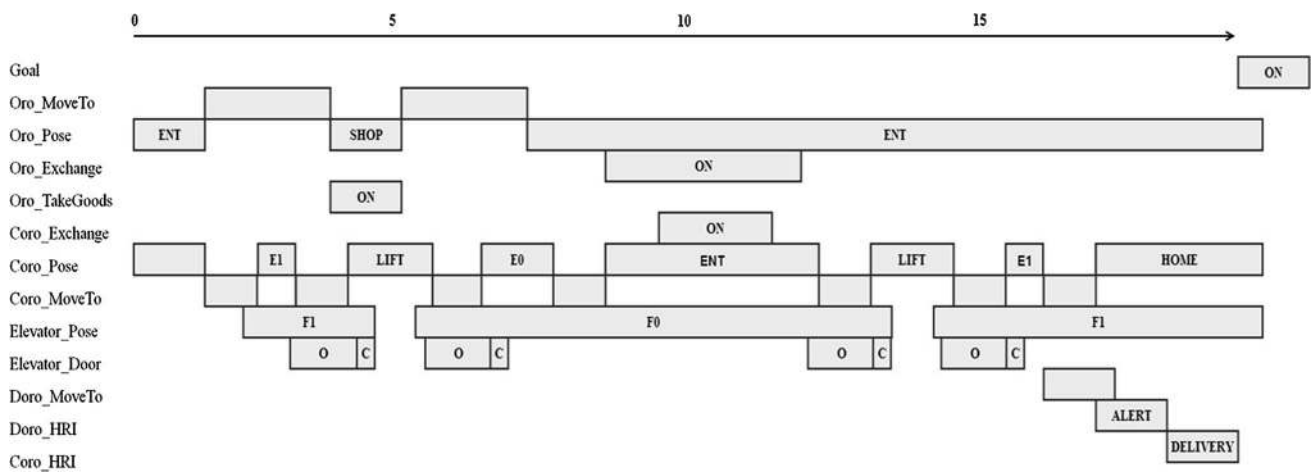 0 5 10 15
Goal ON
Oro_MoveTo
Oro_Pose ENT SHOP ENT
Oro_Exchange ON
Oro_TakeGoods ON
Coro_Exchange ON
Coro_Pose E1 LIFT E0 ENT LIFT E1 HOME
Coro_MoveTo
Elevator_Pose F1 F0 F1
Elevator_Door O C O C O C O C
Doro_MoveTo
Doro_HRI ALERT
Coro_HRI DELIVERY